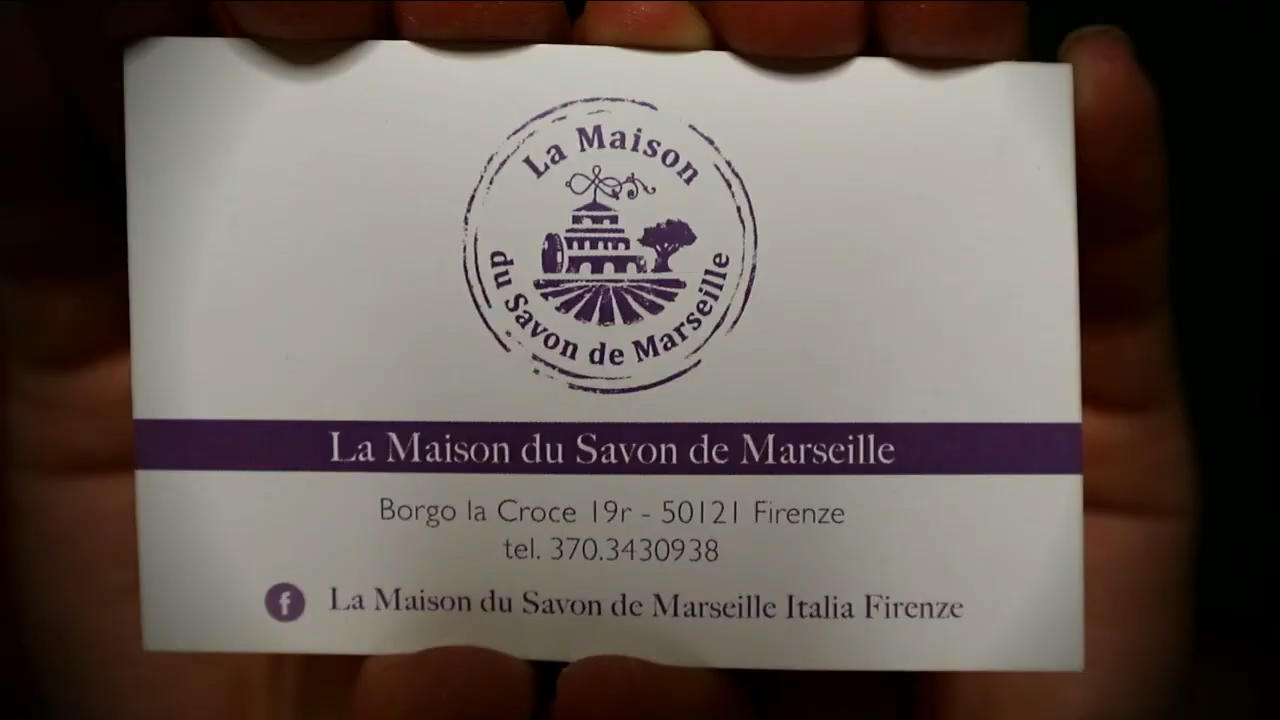 La Maison
du Savon de Marseille
La Maison du Savon de Marseille
Borgo la Croce 19r - 50121 Firenze
tel. 370.3430938
f La Maison du Savon de Marseille Italia Firenze